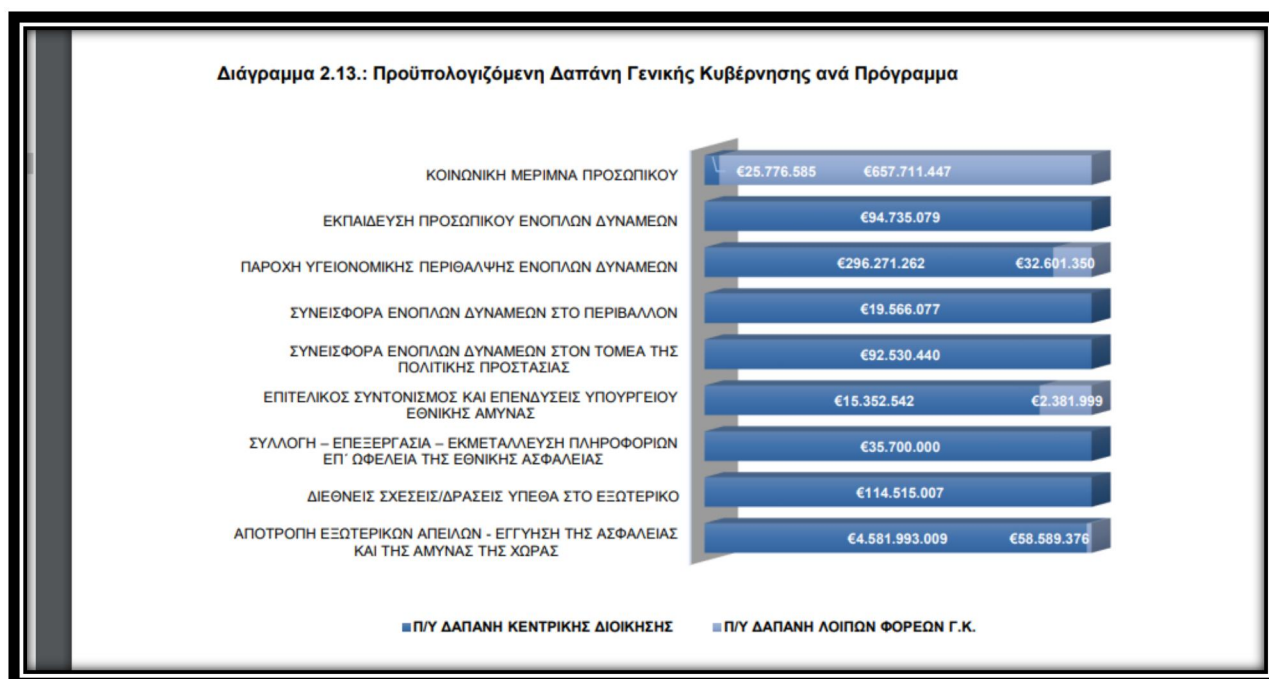 Διάγραμμα 2.13.: Προϋπολογιζόμενη Δαπάνη Γενικής Κυβέρνησης ανά Πρόγραμμα
ΚΟΙΝΩΝΙΚΗ ΜΕΡΙΜΝΑ ΠΡΟΣΩΠΙΚΟΥ
€25.776.585
€657.711.447
ΕΚΠΑΙΔΕΥΣΗ ΠΡΟΣΩΠΙΚΟΥ ΕΝΟΠΛΩΝ ΔΥΝΑΜΕΩΝ
€94.735.079
ΠΑΡΟΧΗ ΥΓΕΙΟΝΟΜΙΚΗΣ ΠΕΡΙΘΑΛΨΗΣ ΕΝΟΠΛΩΝ ΔΥΝΑΜΕΩΝ
€296.271.262
€32.601.350
ΣΥΝΕΙΣΦΟΡΑ ΕΝΟΠΛΩΝ ΔΥΝΑΜΕΩΝ ΣΤΟ ΠΕΡΙΒΑΛΛΟΝ
€19.566.077
ΣΥΝΕΙΣΦΟΡΑ ΕΝΟΠΛΩΝ ΔΥΝΑΜΕΩΝ ΣΤΟΝ ΤΟΜΕΑ ΤΗΣ
ΠΟΛΙΤΙΚΗΣ ΠΡΟΣΤΑΣΙΑΣ
€92.530.440
ΕΠΙΤΕΛΙΚΟΣ ΣΥΝΤΟΝΙΣΜΟΣ ΚΑΙ ΕΠΕΝΔΥΣΕΙΣ ΥΠΟΥΡΓΕΙΟΥ
ΕΘΝΙΚΗΣ ΑΜΥΝΑΣ
€15.352.542
€2.381.999
ΣΥΛΛΟΓΗ – ΕΠΕΞΕΡΓΑΣΙΑ – ΕΚΜΕΤΑΛΛΕΥΣΗ ΠΛΗΡΟΦΟΡΙΩΝ
ΕΠ΄ ΩΦΕΛΕΙΑ ΤΗΣ ΕΘΝΙΚΗΣ ΑΣΦΑΛΕΙΑΣ
€35.700.000
ΔΙΕΘΝΕΙΣ ΣΧΕΣΕΙΣ/ΔΡΑΣΕΙΣ ΥΠΕΘΑ ΣΤΟ ΕΞΩΤΕΡΙΚΟ
€114.515.007
ΑΠΟΤΡΟΠΗ ΕΞΩΤΕΡΙΚΩΝ ΑΠΕΙΛΩΝ - ΕΓΓΥΗΣΗ ΤΗΣ ΑΣΦΑΛΕΙΑΣ
ΚΑΙ ΤΗΣ ΑΜΥΝΑΣ ΤΗΣ ΧΩΡΑΣ
€4.581.993.009
€58.589.376
Π/Υ ΔΑΠΑΝΗ ΚΕΝΤΡΙΚΗΣ ΔΙΟΙΚΗΣΗΣ
Π/Υ ΔΑΠΑΝΗ ΛΟΙΠΩΝ ΦΟΡΕΩΝ Γ.Κ.